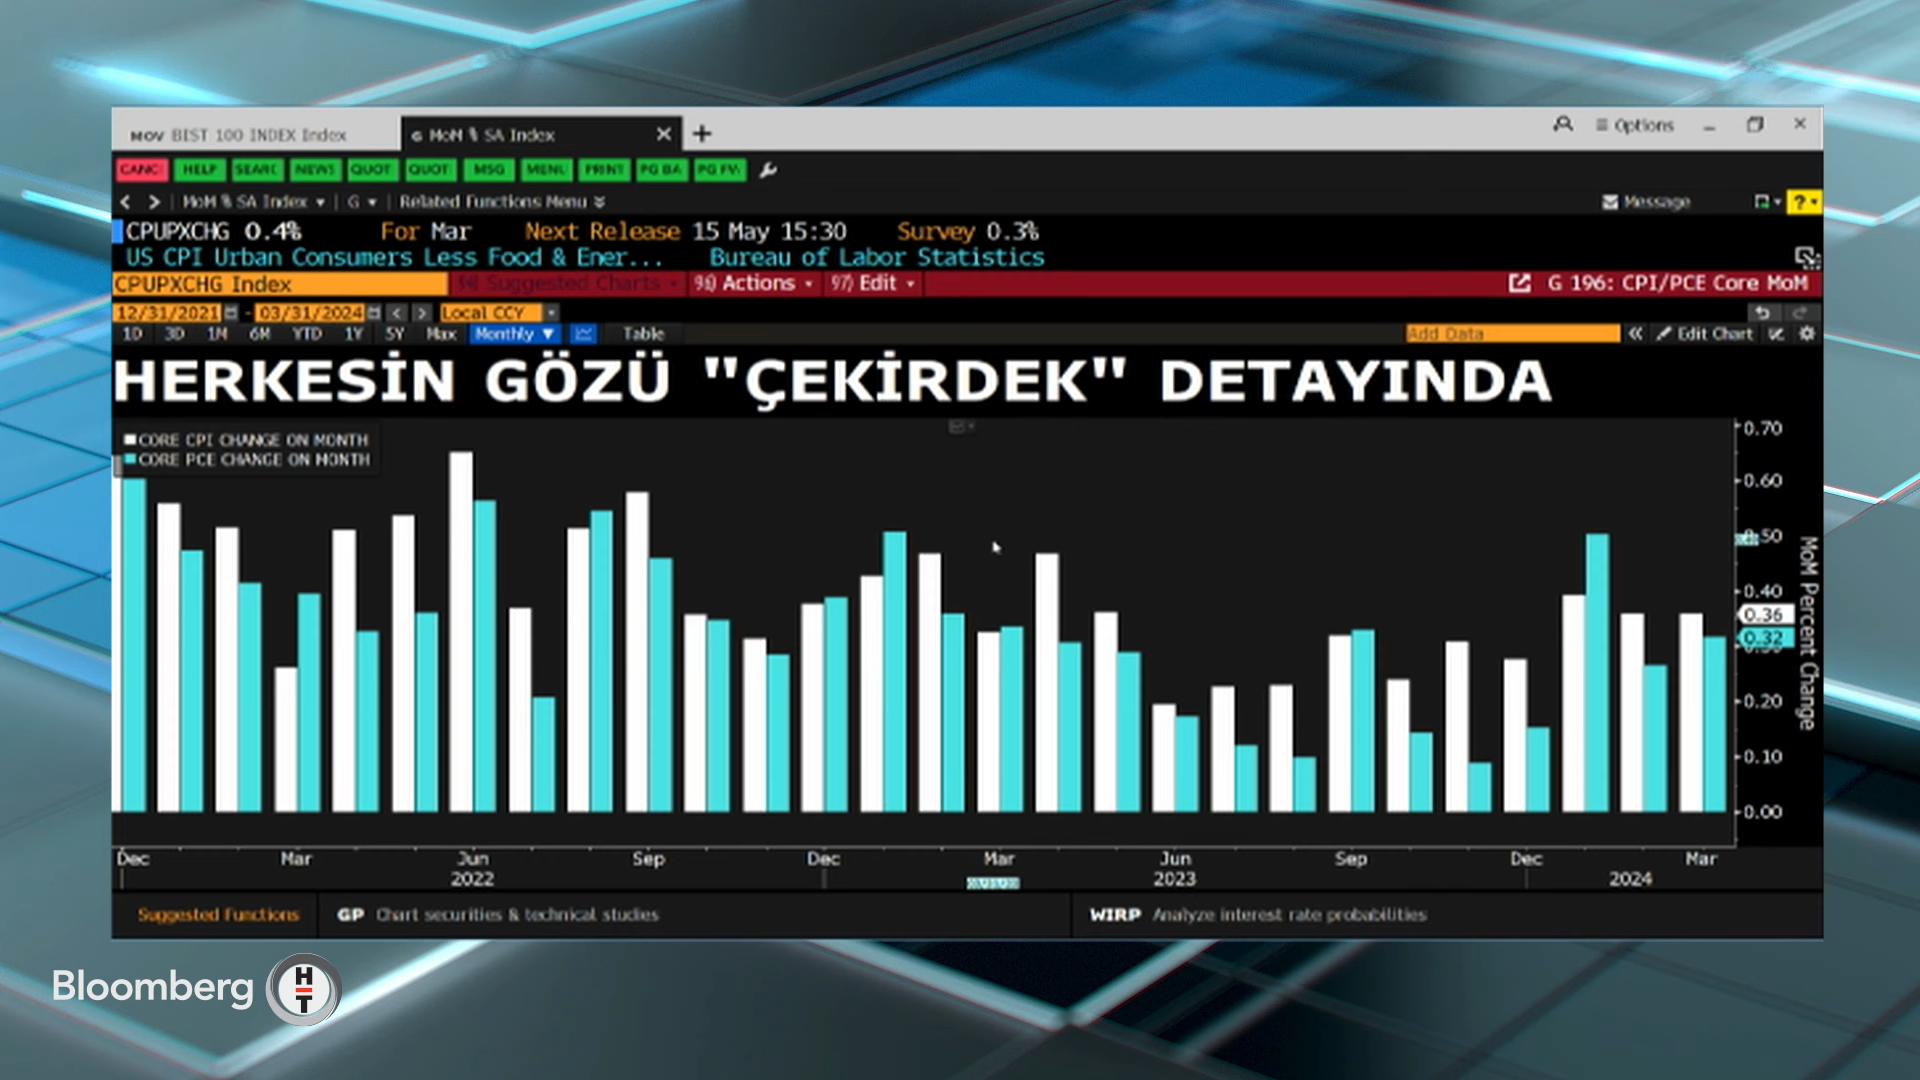 MOV BIST 100 INDEX Index
G MoM % SA Index × +
Options
CANC HELP SEARC NEWS QUOT QUOT MSG MENU PRINT PG BA PG FW
MoM % SA Index G Related Functions Menu
Message ?
CPUPXCHG 0.4% For Mar Next Release 15 May 15:30 Survey 0.3%
US CPI Urban Consumers Less Food & Ener... Bureau of Labor Statistics
CPUPXCHG Index 94) Suggested Charts 96) Actions 97) Edit G 196: CPI/PCE Core MoM
12/31/2021 - 03/31/2024 Local CCY
1D 3D 1M 6M YTD 1Y 5Y Max Monthly ▼ Table Add Data « Edit Chart
HERKESİN GÖZÜ "ÇEKİRDEK" DETAYINDA
CORE CPI CHANGE ON MONTH
CORE PCE CHANGE ON MONTH
0.70
0.60
0.50
0.40
0.36
0.32
0.20
0.10
0.00
MoM Percent Change
Dec Mar Jun Sep Dec Mar Jun Sep Dec Mar
2022 2023 2024
Suggested Functions GP Chart securities & technical studies WIRP Analyze interest rate probabilities
Bloomberg HT